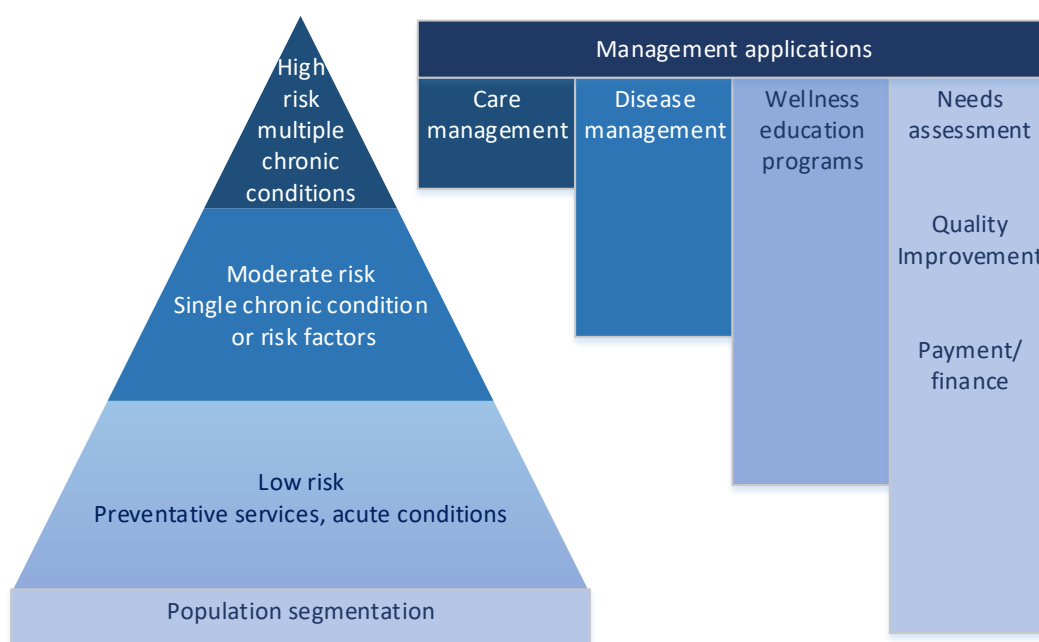 High
risk
multiple
chronic
conditions
Moderate risk
Single chronic condition
or risk factors
Low risk
Preventative services, acute conditions
Population segmentation
Management applications
Care
management
Disease
management
Wellness
education
programs
Needs
assessment
Quality
Improvement
Payment/
finance